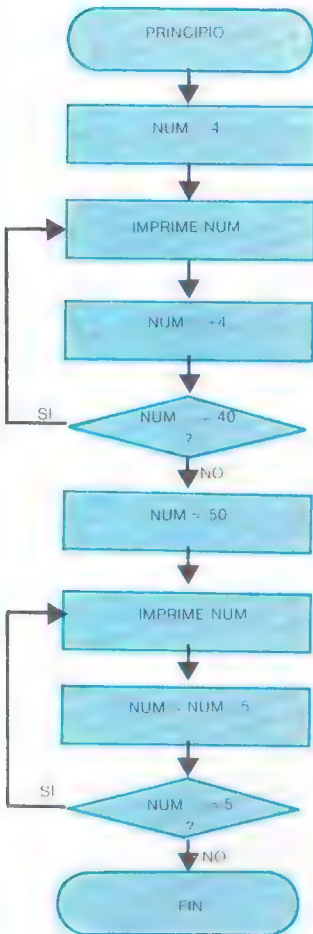 PRINCIPIO
NUM 4
IMPRIME NUM
NUM +4
SI
NUM 40
?
NO
NUM = 50
IMPRIME NUM
NUM - NUM 5
SI
NUM 5
?
NO
FIN